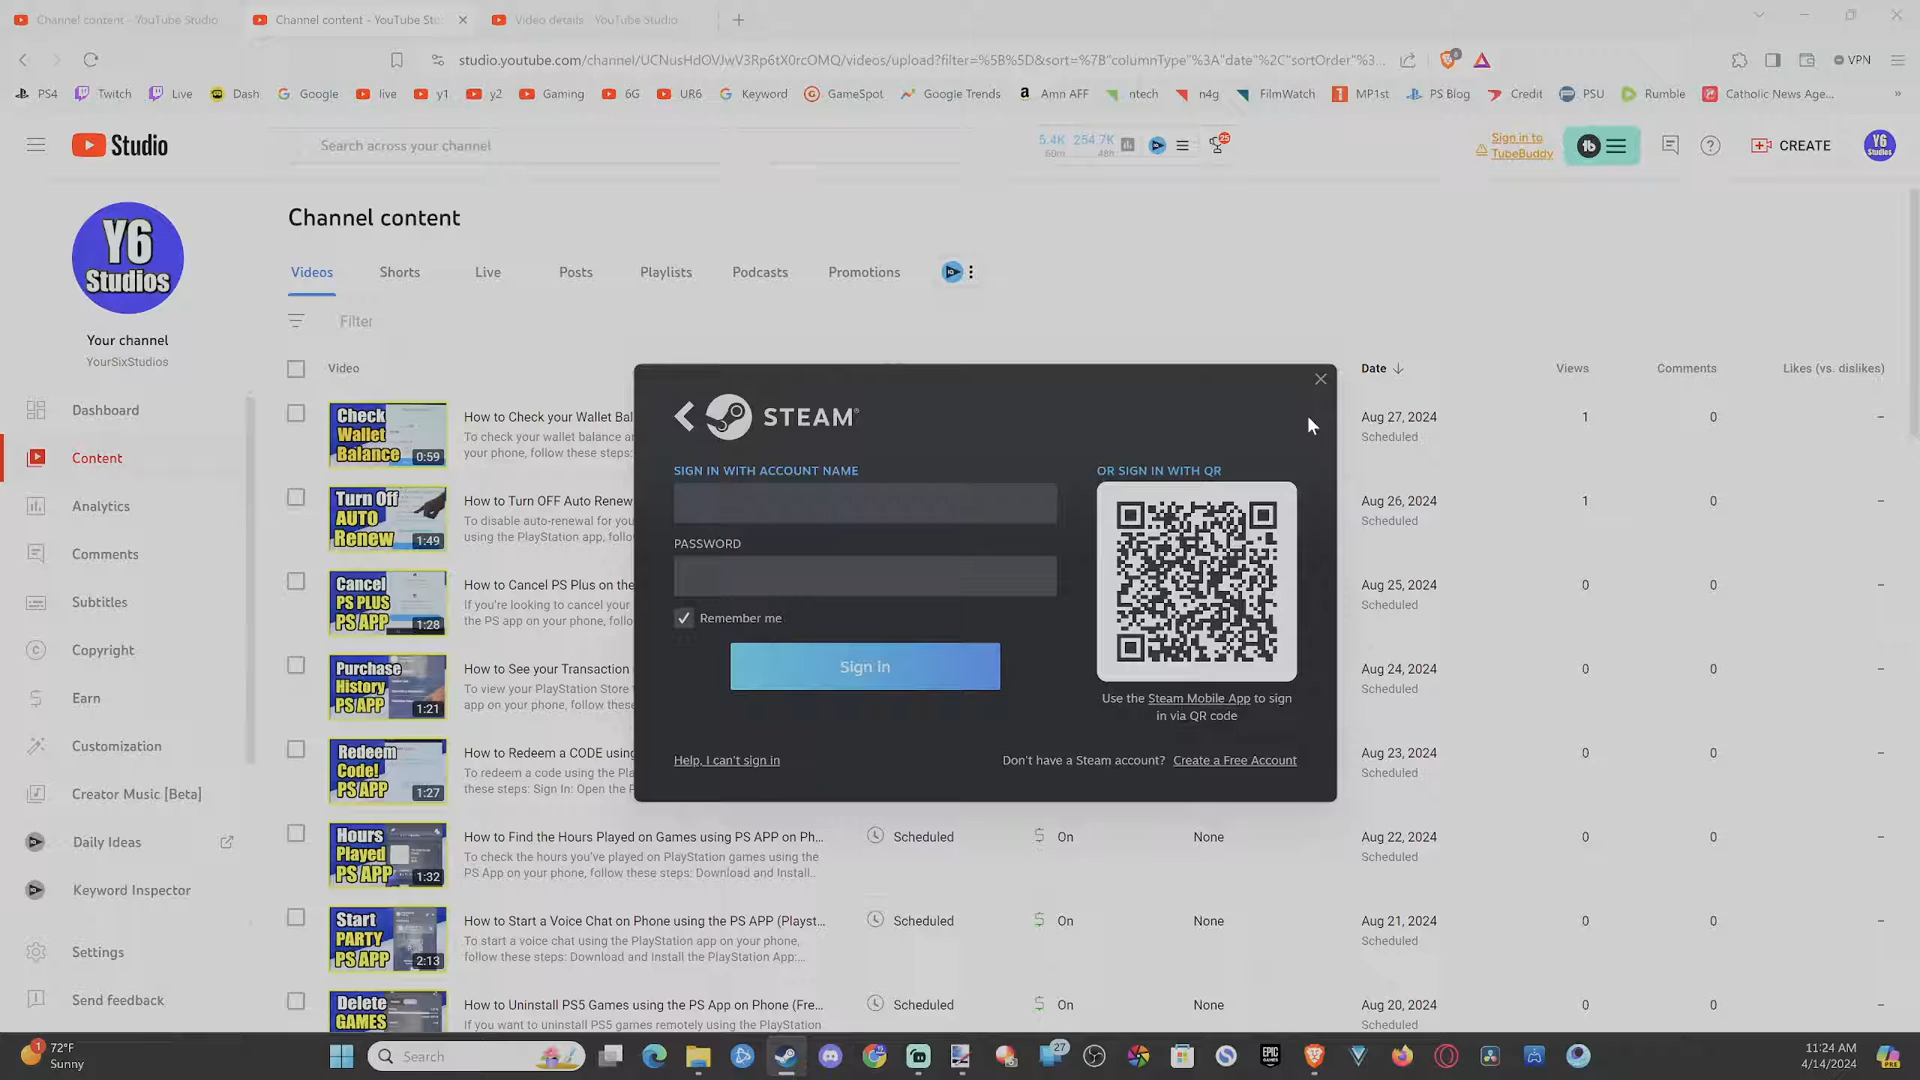 Channel content - YouTube Studio
Channel content - YouTube Stu
Video details - YouTube Studio
studio.youtube.com/channel/UCNusHdOVJwV3Rp6tX0rcOMQ/videos/upload?filter=%5B%5D&sort=%7B"columnType"%3A"date"%2C"sortOrder"%3...
VPN
PS4
Twitch
Live
Dash
Google
live
y1
y2
Gaming
6G
UR6
Keyword
GameSpot
Google Trends
Amn AFF
ntech
n4g
FilmWatch
MP1st
PS Blog
Credit
PSU
Rumble
Catholic News Age...
»
Studio
Search across your channel
5.4K 254.7K
60m 48h
25
Sign in to
TubeBuddy
tb
CREATE
Y6
Studios
Y6
Studios
Your channel
YourSixStudios
Dashboard
Content
Analytics
Comments
Subtitles
Copyright
Earn
Customization
Creator Music [Beta]
Daily Ideas
Keyword Inspector
Settings
Send feedback
Channel content
Videos
Shorts
Live
Posts
Playlists
Podcasts
Promotions
Filter
Video
Date
Views
Comments
Likes (vs. dislikes)
Check
Wallet
Balance
0:59
How to Check your Wallet Bal
To check your wallet balance an
your phone, follow these steps:
Aug 27, 2024
Scheduled
1
0
–
Turn Off
AUTO
Renew
1:49
How to Turn OFF Auto Renew
To disable auto-renewal for you
using the PlayStation app, follow
Aug 26, 2024
Scheduled
1
0
–
Cancel
PS PLUS
PS APP
1:28
How to Cancel PS Plus on the
If you're looking to cancel your
the PS app on your phone, follow
Aug 25, 2024
Scheduled
0
0
–
Purchase
History
PS APP
1:21
How to See your Transaction
To view your PlayStation Store
app on your phone, follow these
Aug 24, 2024
Scheduled
0
0
–
Redeem
Code!
PS APP
1:27
How to Redeem a CODE using
To redeem a code using the Pla
these steps: Sign In: Open the P
Aug 23, 2024
Scheduled
0
0
–
Hours
Played
PS APP
1:32
How to Find the Hours Played on Games using PS APP on Ph...
To check the hours you've played on PlayStation games using the
PS App on your phone, follow these steps: Download and Install..
Scheduled
On
None
Aug 22, 2024
Scheduled
0
0
–
Start
PARTY
PS APP
2:13
How to Start a Voice Chat on Phone using the PS APP (Playst...
To start a voice chat using the PlayStation app on your phone,
follow these steps: Download and Install the PlayStation App:...
Scheduled
On
None
Aug 21, 2024
Scheduled
0
0
–
Delete
GAMES
How to Uninstall PS5 Games using the PS App on Phone (Fre...
If you want to uninstall PS5 games remotely using the PlayStation
Scheduled
On
None
Aug 20, 2024
Scheduled
0
0
–
STEAM®
SIGN IN WITH ACCOUNT NAME
PASSWORD
Remember me
Sign in
Help, I can't sign in
OR SIGN IN WITH QR
Use the Steam Mobile App to sign
in via QR code
Don't have a Steam account? Create a Free Account
1
72°F
Sunny
Search
27
EPIC
GAMES
11:24 AM
4/14/2024
PRE